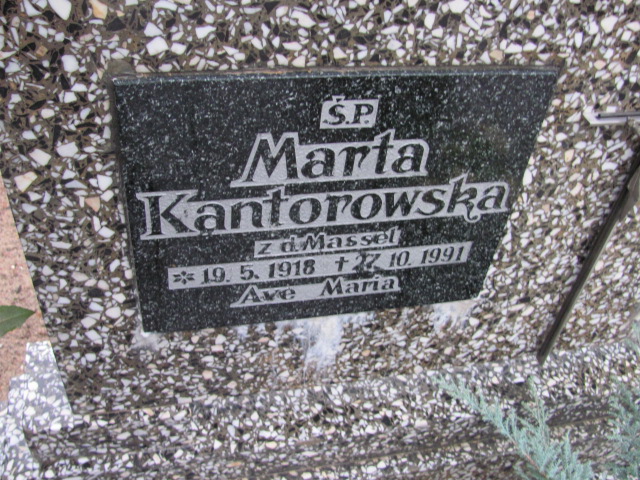 Ś.P.
Marta
Kantorowska
z d. Massel
* 19. 5. 1918 + 27. 10. 1991
Ave Maria